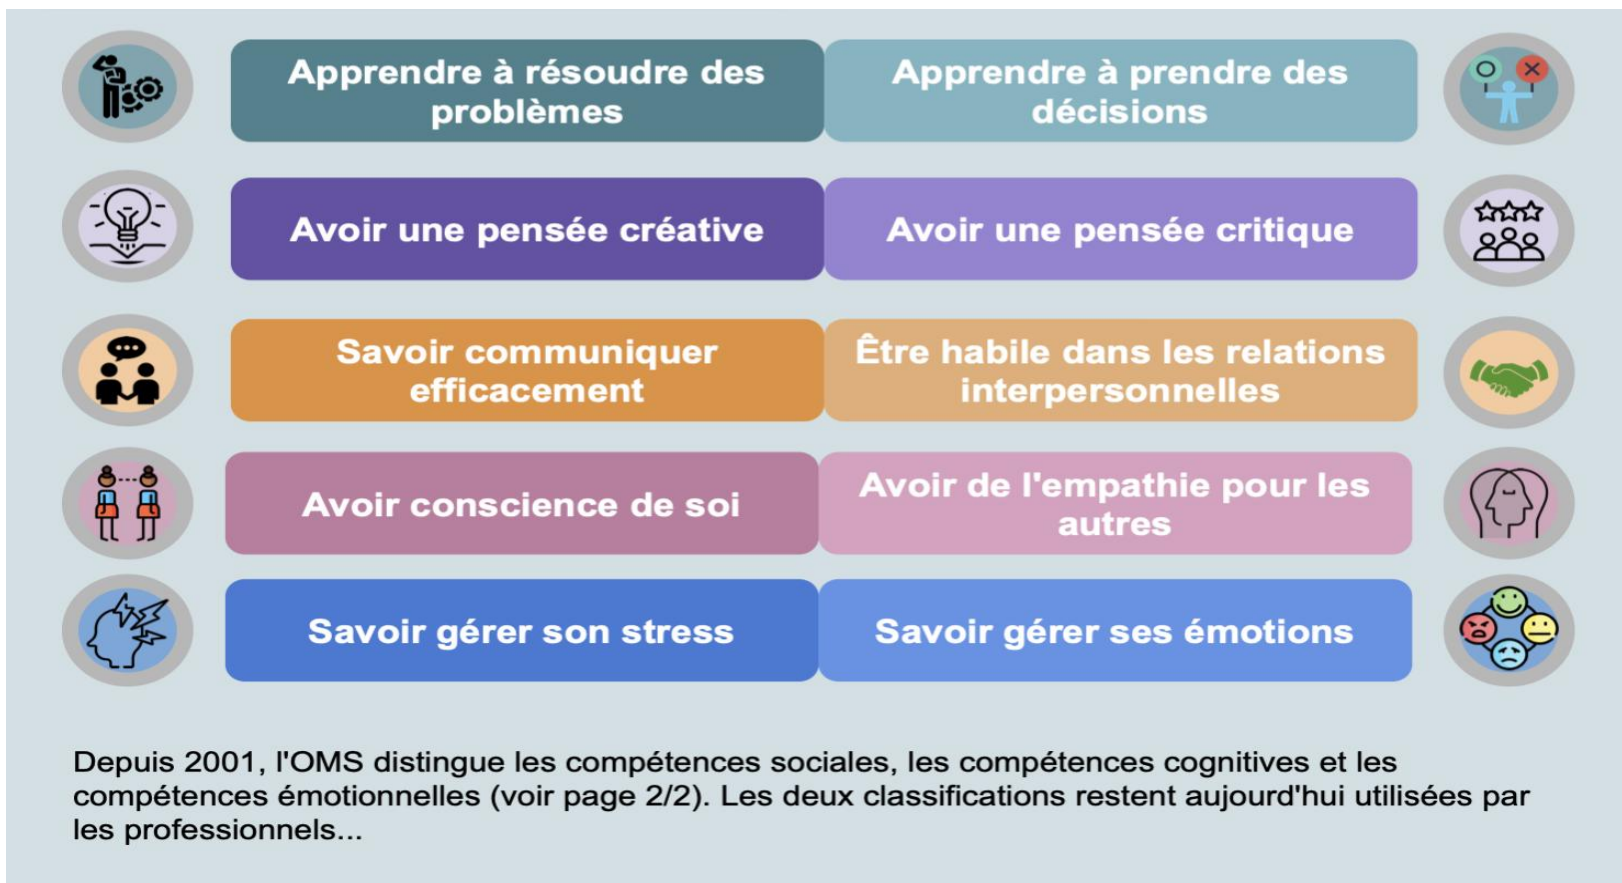 Apprendre à résoudre des
problèmes
Apprendre à prendre des
décisions
Avoir une pensée créative
Avoir une pensée critique
Savoir communiquer
efficacement
Être habile dans les relations
interpersonnelles
Avoir conscience de soi
Avoir de l'empathie pour les
autres
Savoir gérer son stress
Savoir gérer ses émotions
Depuis 2001, l'OMS distingue les compétences sociales, les compétences cognitives et les
compétences émotionnelles (voir page 2/2). Les deux classifications restent aujourd'hui utilisées par
les professionnels...